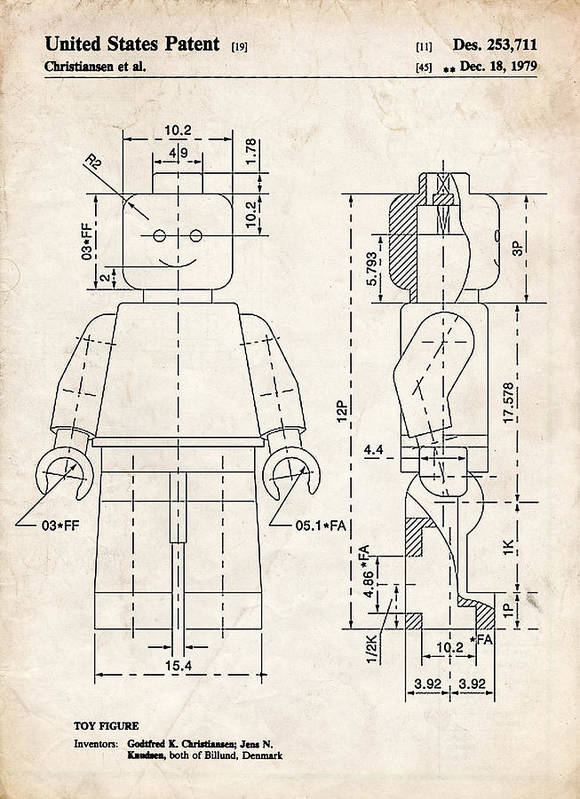 United States Patent [19] [11] Des. 253,711
Christiansen et al. [45] ** Dec. 18, 1979
10.2
4.9
1.78
R2
10.2
03*FF
2
5.793
3P
12P
17.578
4.4
03*FF
05.1*FA
4.86 *FA
1K
1P
1/2K
10.2 *FA
15.4
3.92 3.92
TOY FIGURE
Inventors: Godtfred K. Christiansen; Jens N.
Knudsen, both of Billund, Denmark